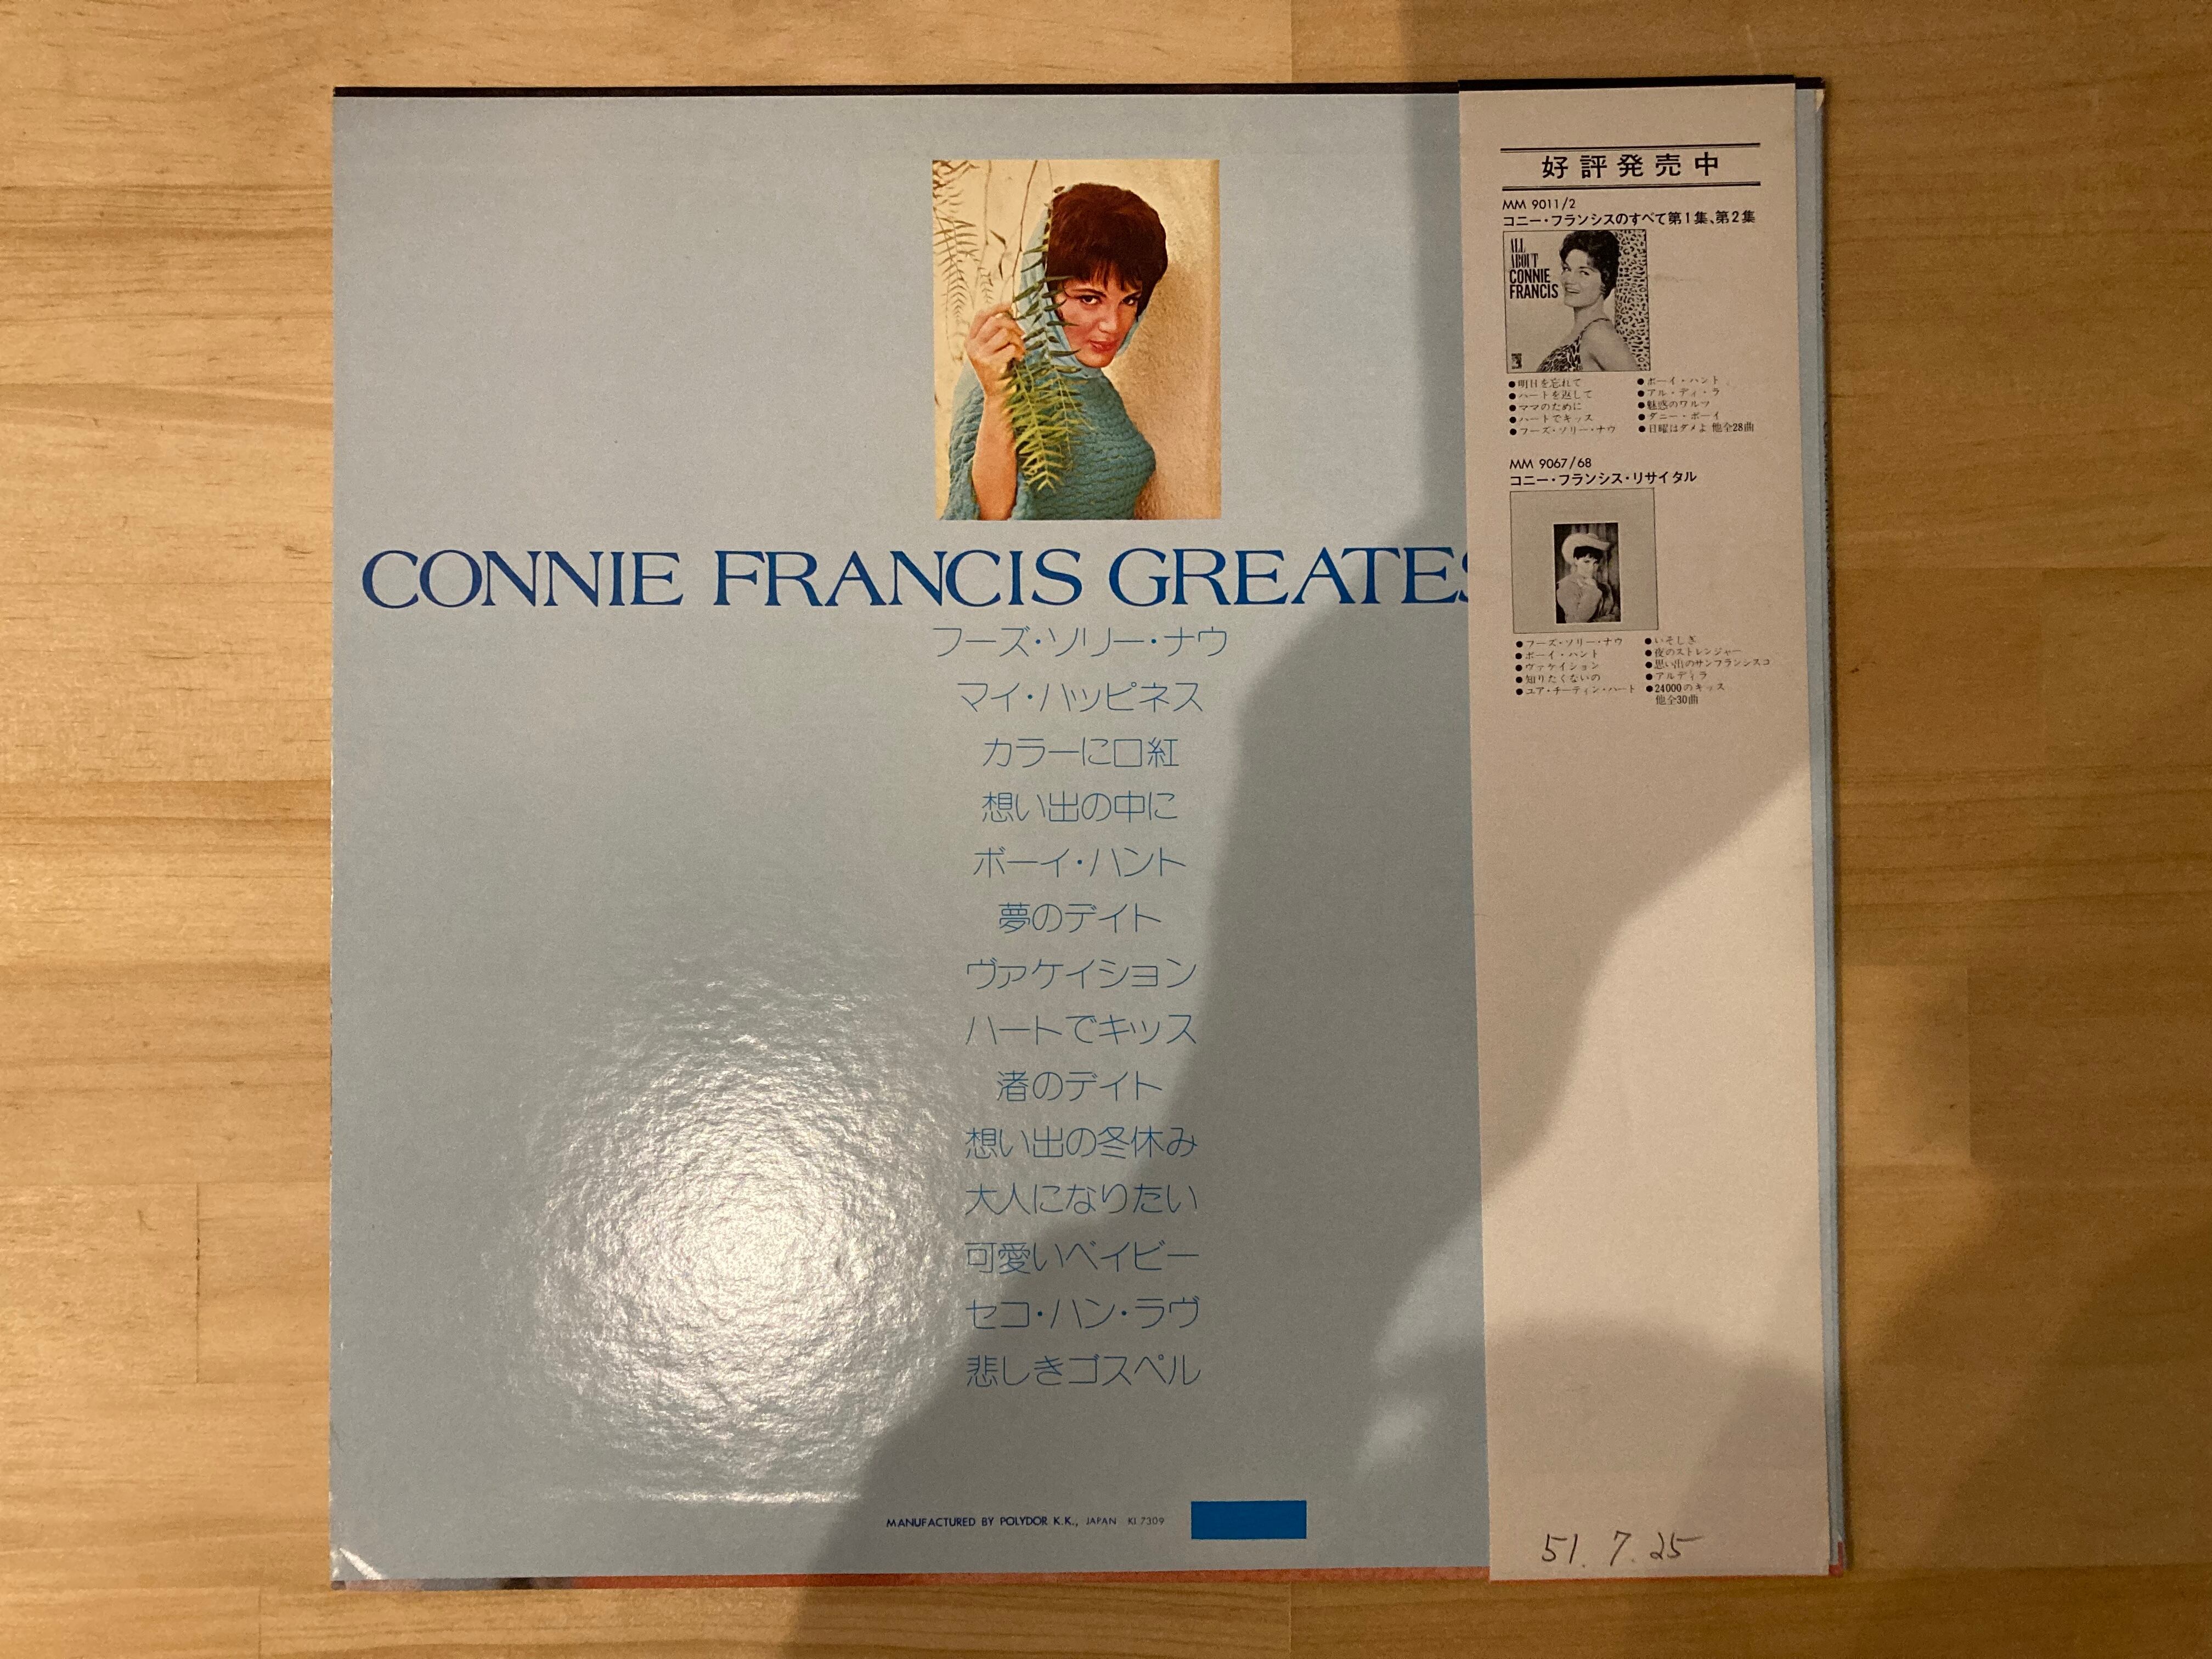 CONNIE FRANCIS GREATES
フーズ・ソリー・ナウ
マイ・ハッピネス
カラーに口紅
想い出の中に
ボーイ・ハント
夢のデイト
ヴァケイション
ハートでキッス
渚のデイト
想い出の冬休み
大人になりたい
可愛いベイビー
セコ・ハン・ラヴ
悲しきゴスペル
MANUFACTURED BY POLYDOR K.K., JAPAN KI 7309
好評発売中
MM 9011/2
コニー・フランシスのすべて第1集、第2集
ALL
ABOUT
CONNIE
FRANCIS
●明日を忘れて
●ハートを返して
●ママのために
●ハートでキッス
●フーズ・ソリー・ナウ
●ボーイ・ハント
●アル・ディ・ラ
●魅惑のワルツ
●ダニー・ボーイ
●日曜はダメよ 他全28曲
MM 9067/68
コニー・フランシス・リサイタル
●フーズ・ソリー・ナウ
●ボーイ・ハント
●ヴァケイション
●知りたくないの
●ユア・チーティン・ハート
●いそしぎ
●夜のストレンジャー
●思い出のサンフランシスコ
●アルディラ
●24000のキッス
他全30曲
51. 7. 25